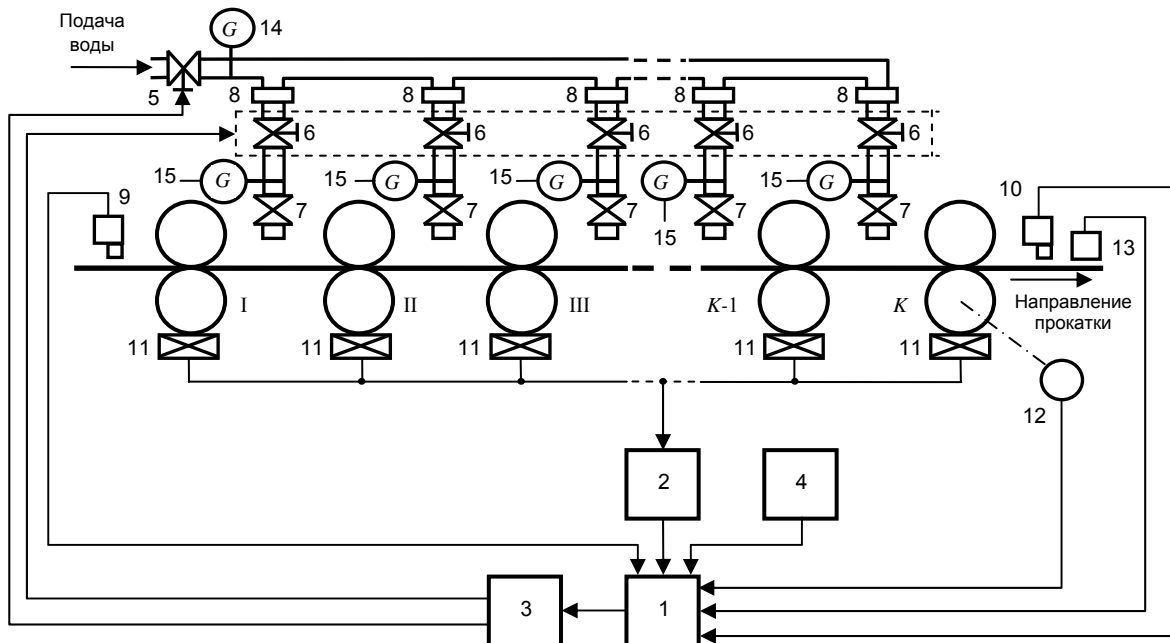 Подача
воды
G 14
5 8 8 8 8 8
6 6 6 6 6
15 G 15 G 15 G G 15 G
15
9 7 7 7 7 7 10
13
I II III K-1 K
Направление
прокатки
11 11 11 11 11
12
2 4
3 1